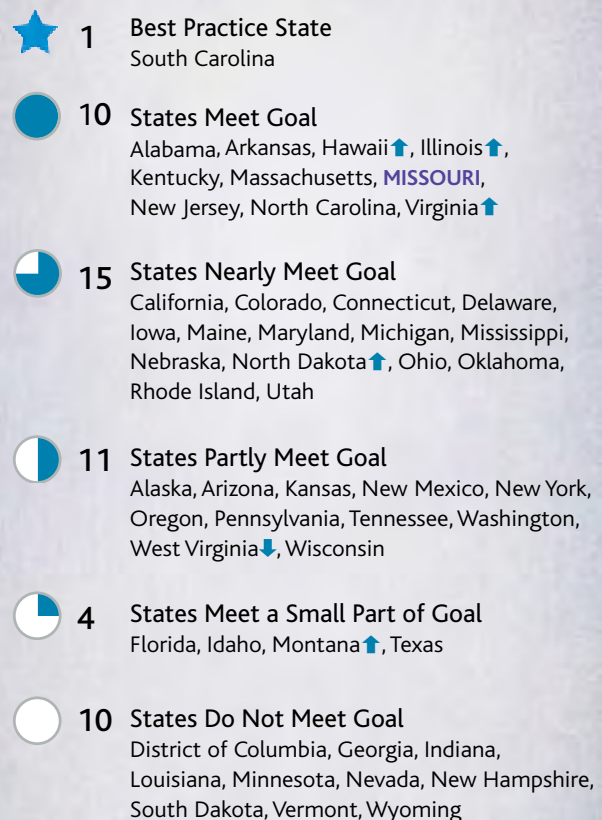 1 Best Practice State
South Carolina
10 States Meet Goal
Alabama, Arkansas, Hawaii⬆, Illinois⬆,
Kentucky, Massachusetts, MISSOURI,
New Jersey, North Carolina, Virginia⬆
15 States Nearly Meet Goal
California, Colorado, Connecticut, Delaware,
Iowa, Maine, Maryland, Michigan, Mississippi,
Nebraska, North Dakota⬆, Ohio, Oklahoma,
Rhode Island, Utah
11 States Partly Meet Goal
Alaska, Arizona, Kansas, New Mexico, New York,
Oregon, Pennsylvania, Tennessee, Washington,
West Virginia⬇, Wisconsin
4 States Meet a Small Part of Goal
Florida, Idaho, Montana⬆, Texas
10 States Do Not Meet Goal
District of Columbia, Georgia, Indiana,
Louisiana, Minnesota, Nevada, New Hampshire,
South Dakota, Vermont, Wyoming